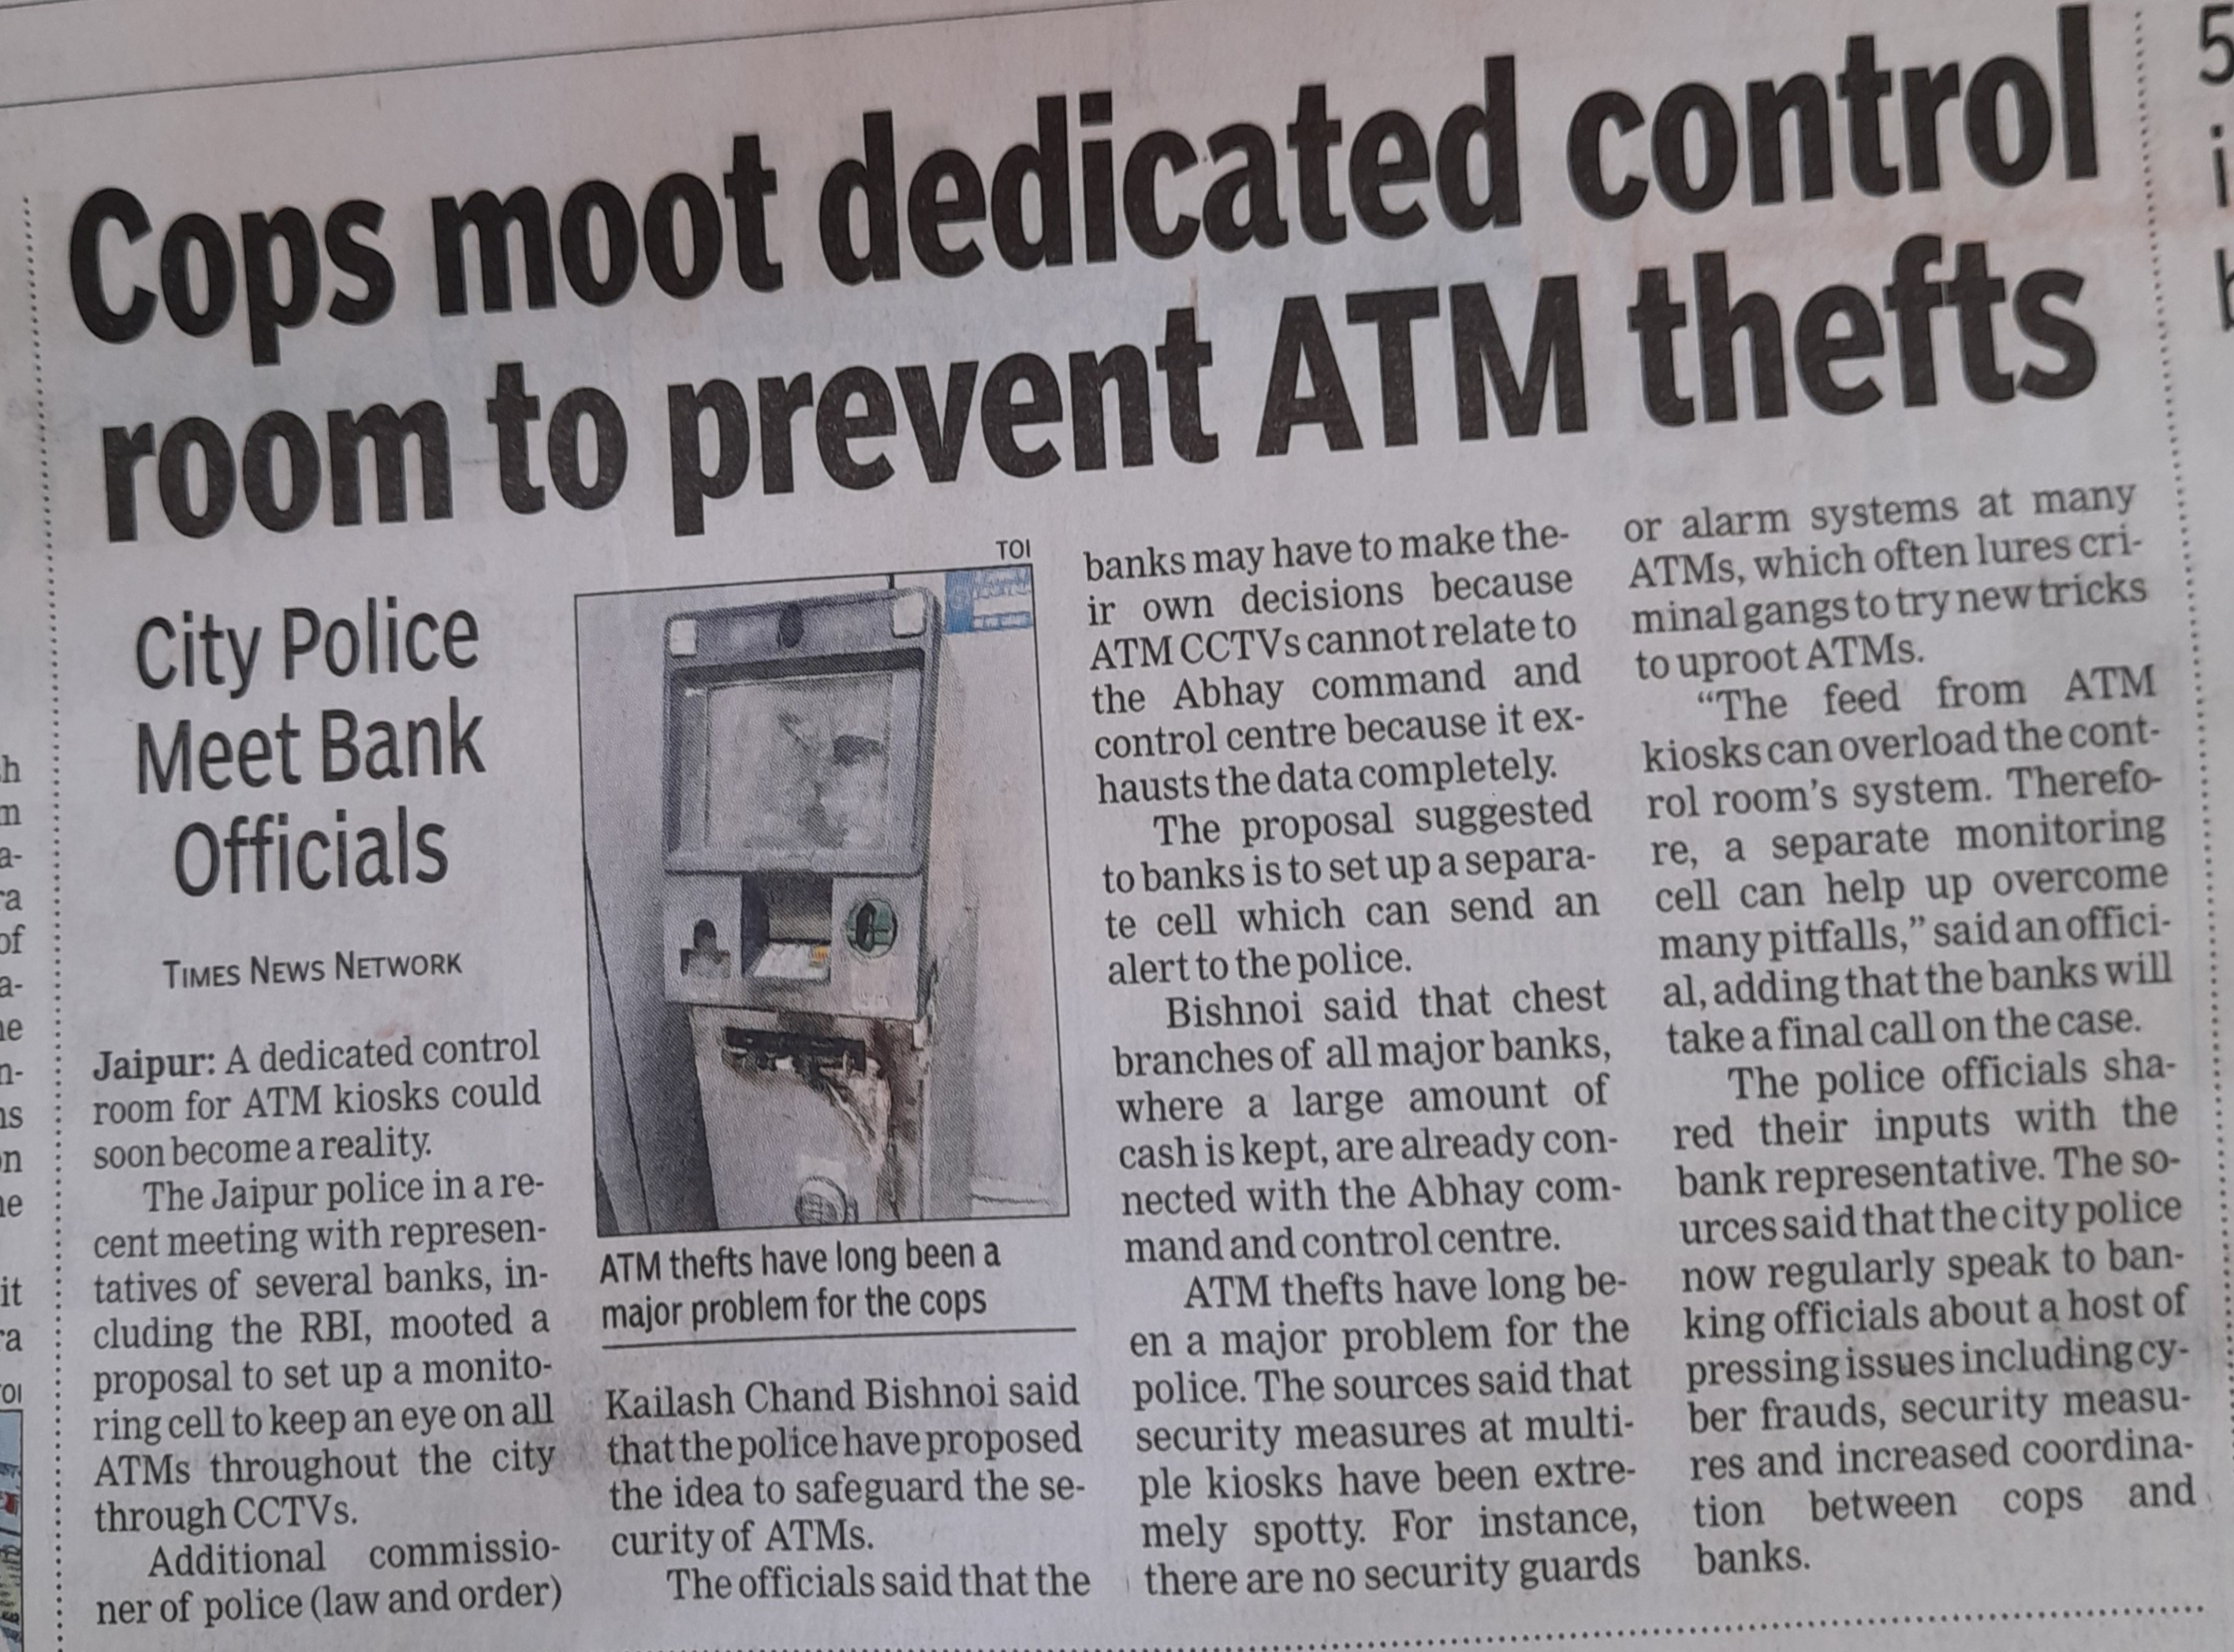 Cops moot dedicated control
room to prevent ATM thefts
City Police
Meet Bank
Officials
TIMES NEWS NETWORK
Jaipur: A dedicated control
room for ATM kiosks could
soon become a reality.
The Jaipur police in a re-
cent meeting with represen-
tatives of several banks, in-
cluding the RBI, mooted a
proposal to set up a monito-
ring cell to keep an eye on all
ATMs throughout the city
through CCTVs.
Additional commissio-
ner of police (law and order)
TOI
ATM thefts have long been a
major problem for the cops
Kailash Chand Bishnoi said
that the police have proposed
the idea to safeguard the se-
curity of ATMs.
The officials said that the
banks may have to make the-
ir own decisions because
ATM CCTVs cannot relate to
the Abhay command and
control centre because it ex-
hausts the data completely.
The proposal suggested
to banks is to set up a separa-
te cell which can send an
alert to the police.
Bishnoi said that chest
branches of all major banks,
where a large amount of
cash is kept, are already con-
nected with the Abhay com-
mand and control centre.
ATM thefts have long be-
en a major problem for the
police. The sources said that
security measures at multi-
ple kiosks have been extre-
mely spotty. For instance,
there are no security guards
or alarm systems at many
ATMs, which often lures cri-
minal gangs to try new tricks
to uproot ATMs.
“The feed from ATM
kiosks can overload the cont-
rol room’s system. Therefo-
re, a separate monitoring
cell can help up overcome
many pitfalls,” said an offici-
al, adding that the banks will
take a final call on the case.
The police officials sha-
red their inputs with the
bank representative. The so-
urces said that the city police
now regularly speak to ban-
king officials about a host of
pressing issues including cy-
ber frauds, security measu-
res and increased coordina-
tion between cops and
banks.